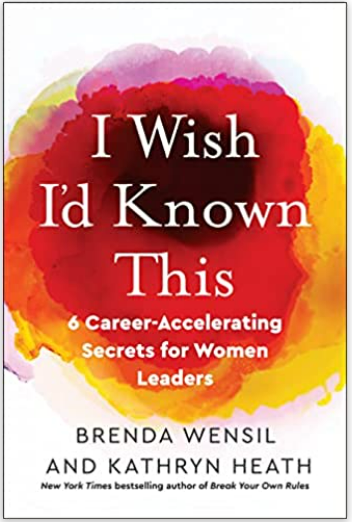 I Wish
I'd Known
This
6 Career-Accelerating
Secrets for Women
Leaders
BRENDA WENSIL
AND KATHRYN HEATH
New York Times bestselling author of Break Your Own Rules